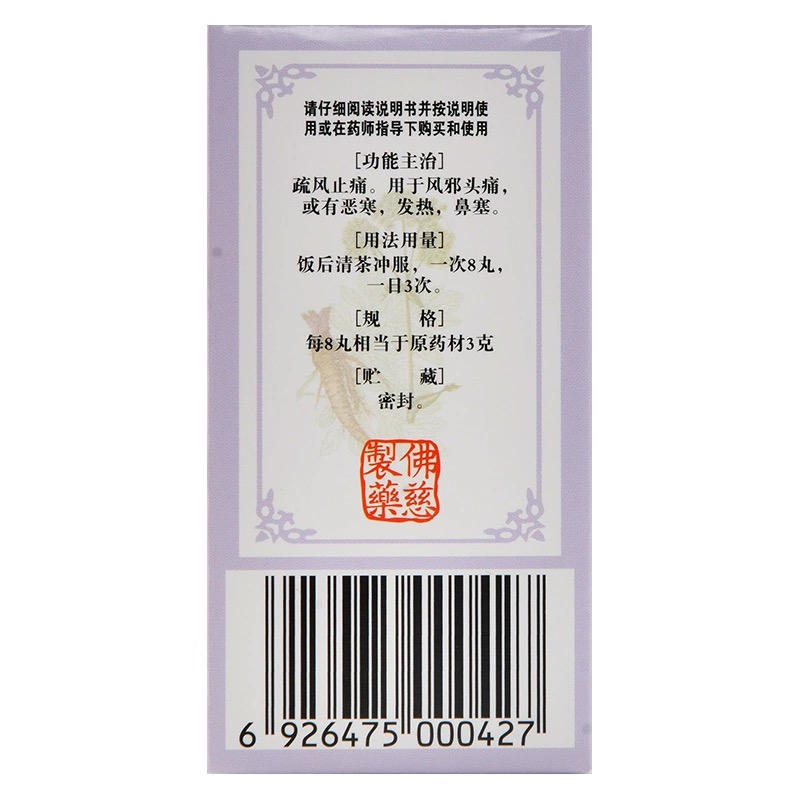 请仔细阅读说明书并按说明使
用或在药师指导下购买和使用
[功能主治]
疏风止痛。用于风邪头痛，
或有恶寒，发热，鼻塞。
[用法用量]
饭后清茶冲服，一次8丸，
一日3次。
[规　格]
每8丸相当于原药材3克
[贮　藏]
密封。
佛慈
製藥
6 926475 000427